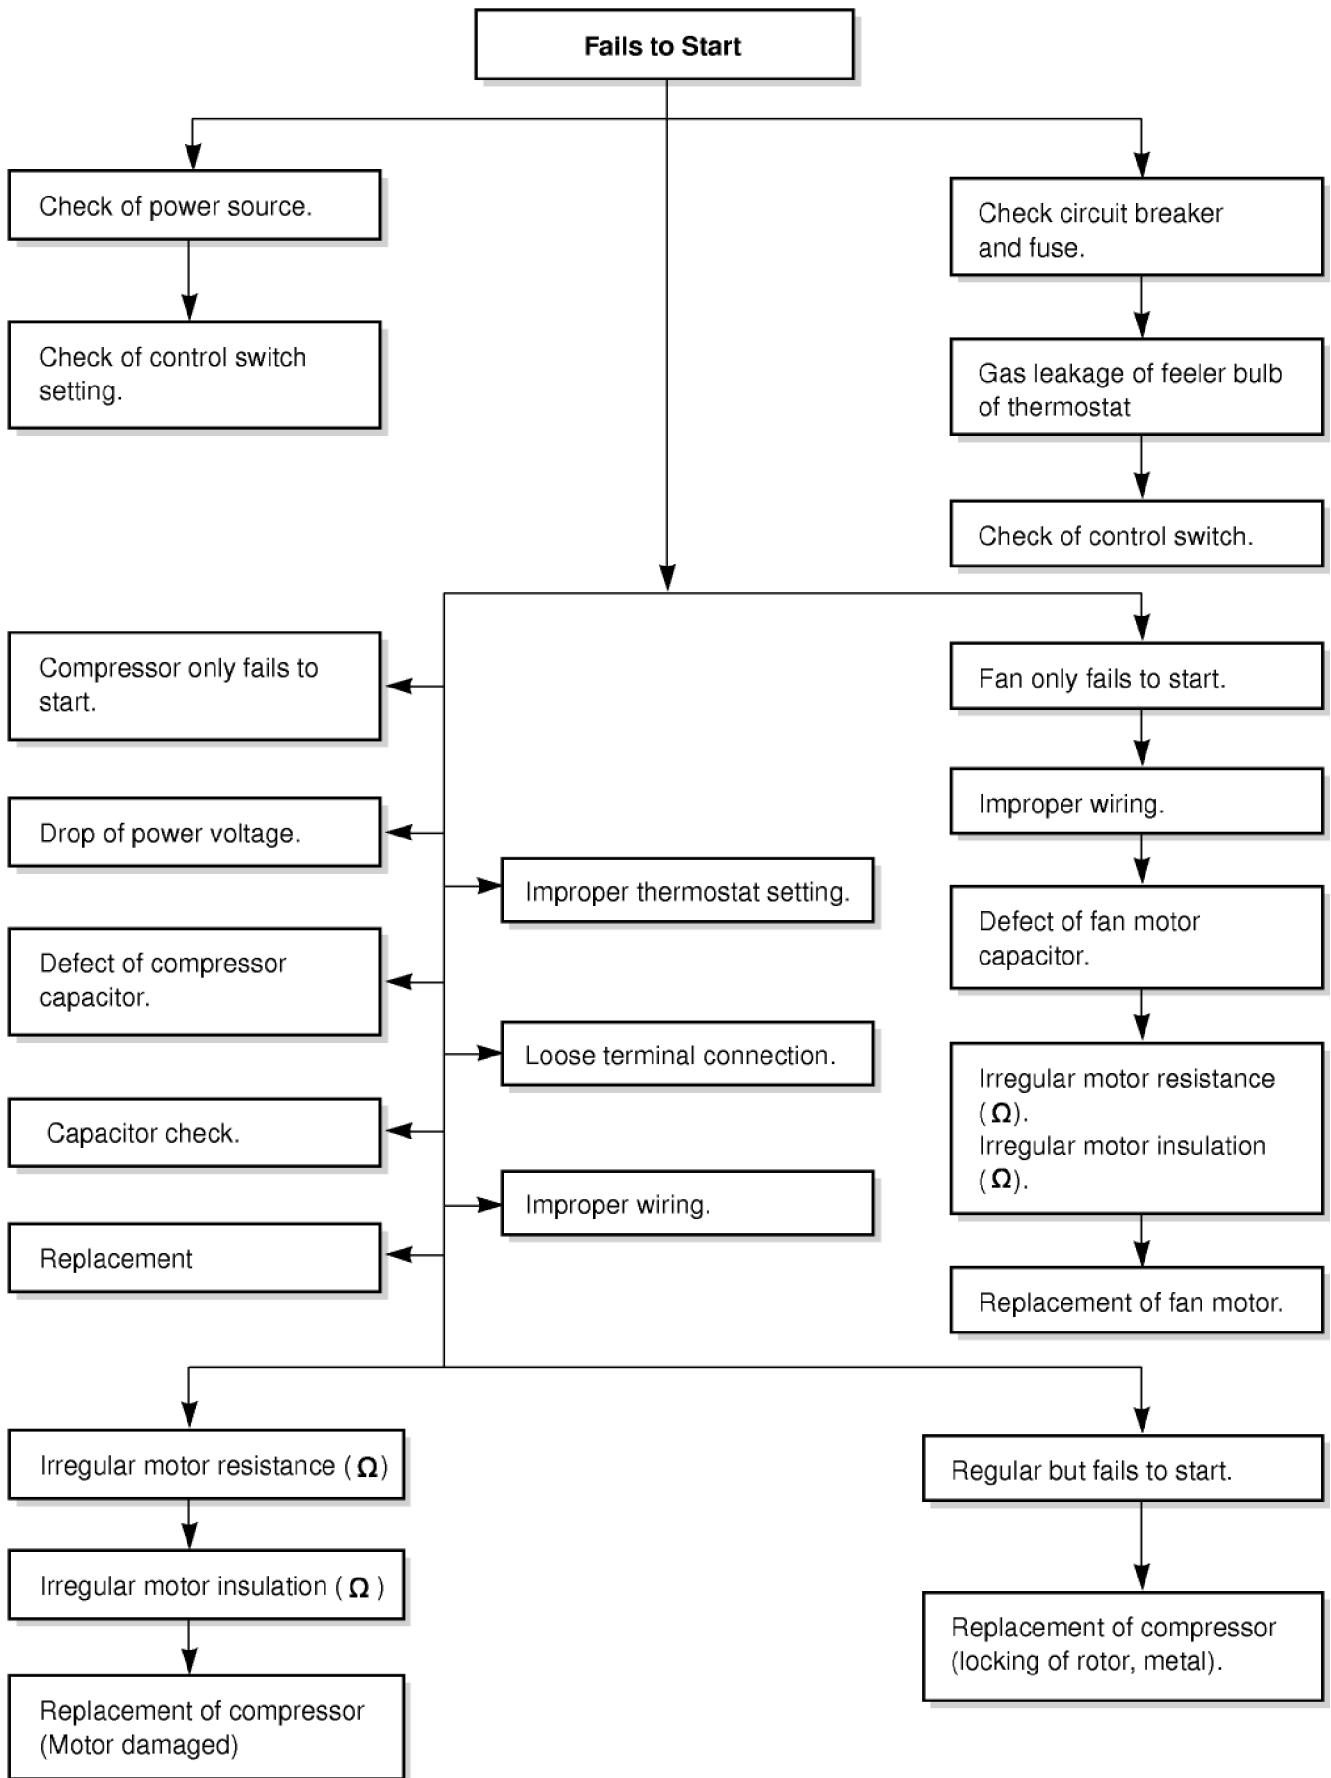 Fails to Start
Check of power source.
Check circuit breaker
and fuse.
Check of control switch
setting.
Gas leakage of feeler bulb
of thermostat
Check of control switch.
Compressor only fails to
start.
Fan only fails to start.
Drop of power voltage.
Improper wiring.
Improper thermostat setting.
Defect of fan motor
capacitor.
Defect of compressor
capacitor.
Loose terminal connection.
Irregular motor resistance
(Ω).
Irregular motor insulation
(Ω).
Capacitor check.
Improper wiring.
Replacement
Replacement of fan motor.
Irregular motor resistance (Ω)
Regular but fails to start.
Irregular motor insulation (Ω )
Replacement of compressor
(locking of rotor, metal).
Replacement of compressor
(Motor damaged)